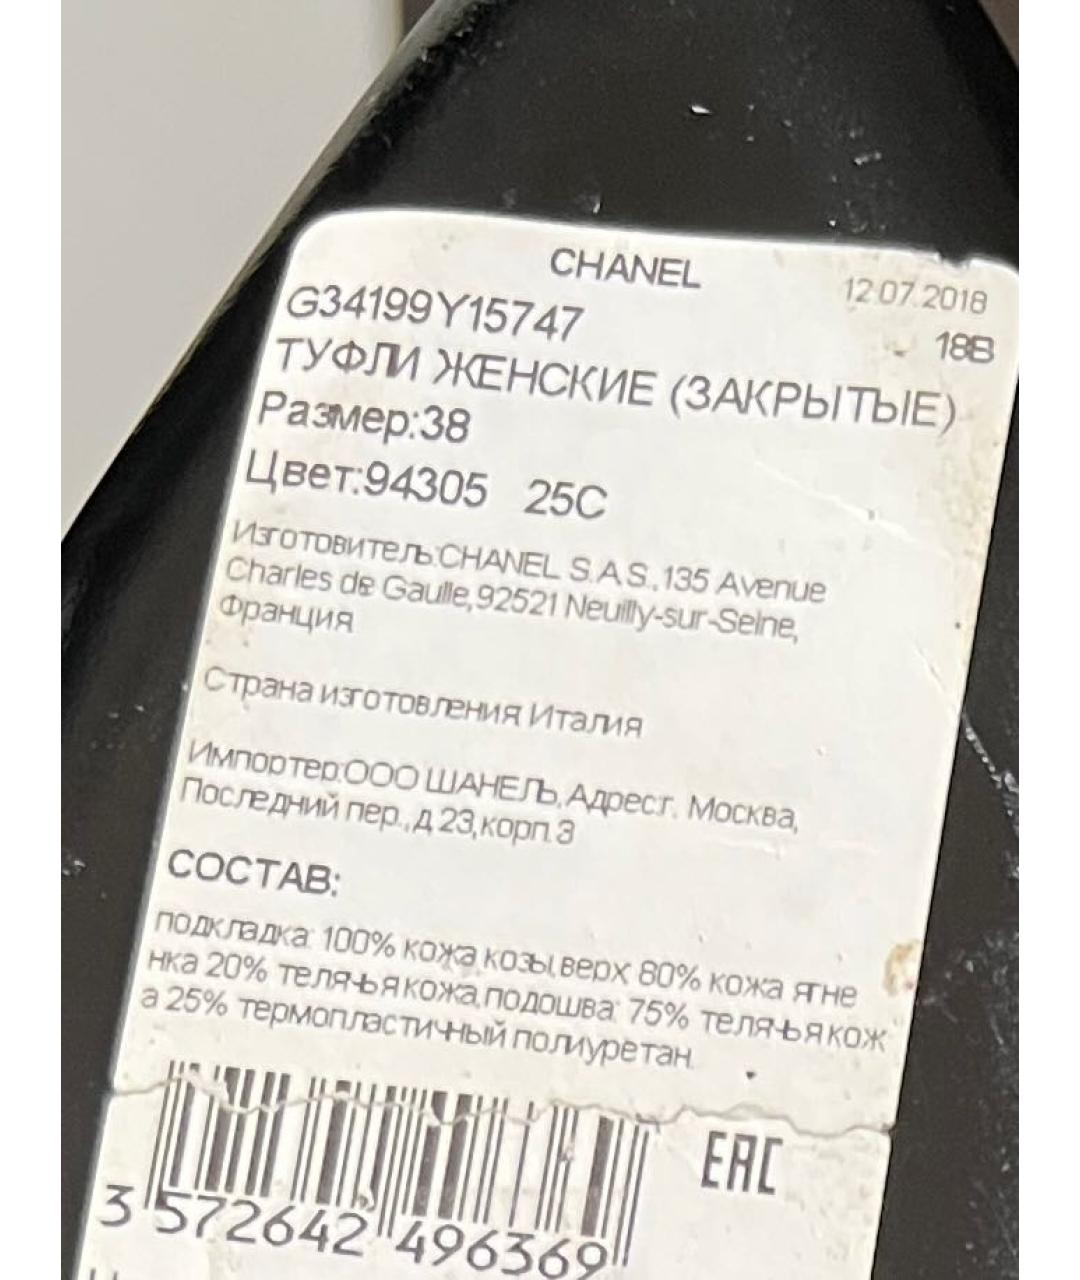 CHANEL
12.07.2018
G34199Y15747
18B
ТУФЛИ ЖЕНСКИЕ (ЗАКРЫТЫЕ)
Размер:38
Цвет:94305 25C
Изготовитель:CHANEL S.A.S.,135 Avenue
Charles de Gaulle,92521 Neuilly-sur-Seine,
Франция
Страна изготовления Италия
Импортер:ООО ШАНЕЛЬ, Адрес:г. Москва,
Последний пер., д.23,корп.3
СОСТАВ:
подкладка: 100% кожа козы,верх 80% кожа ягне
нка 20% телячья кожа,подошва: 75% телячья кож
а 25% термопластичный полиуретан.
EAC
3 572642 496369